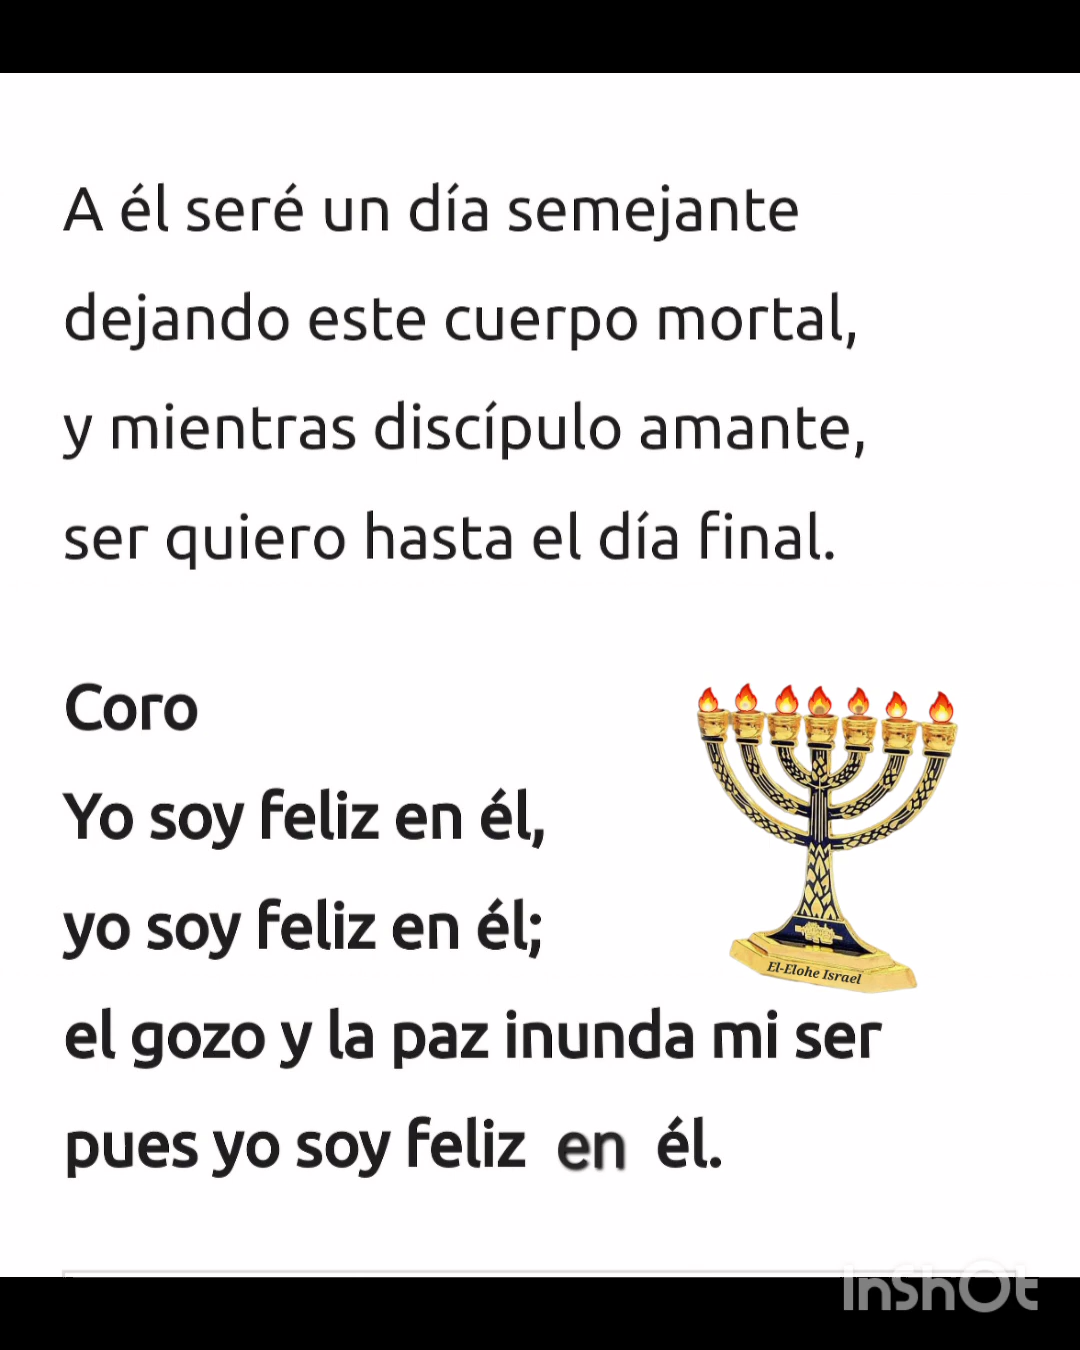 A él seré un día semejante
dejando este cuerpo mortal,
y mientras discípulo amante,
ser quiero hasta el día final.
Coro
Yo soy feliz en él,
yo soy feliz en él;
El-Elohe Israel
el gozo y la paz inunda mi ser
pues yo soy feliz en él.
InShOt